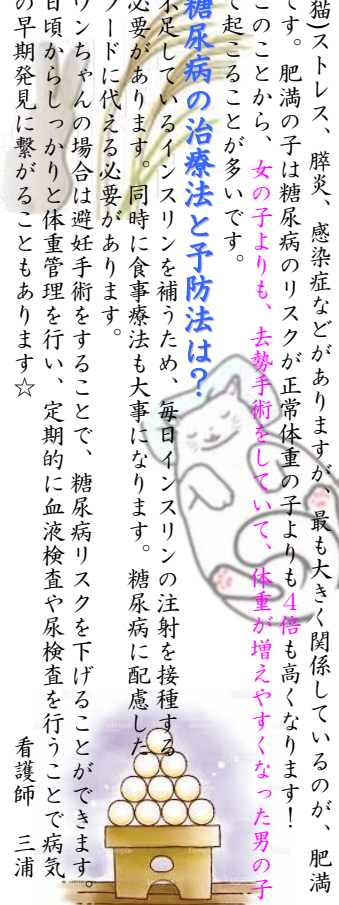 猫)ストレス、膵炎、感染症などがありますが、最も大きく関係しているのが、肥満
です。肥満の子は糖尿病のリスクが正常体重の子よりも4倍も高くなります!
このことから、女の子よりも、去勢手術をしていて、体重が増えやすくなった男の子
で起こることが多いです。
糖尿病の治療法と予防法は?
不足しているインスリンを補うため、毎日インスリンの注射を接種する
必要があります。同時に食事療法も大事になります。糖尿病に配慮した
フードに代える必要があります。
ワンちゃんの場合は避妊手術をすることで、糖尿病リスクを下げることができます。
日頃からしっかりと体重管理を行い、定期的に血液検査や尿検査を行うことで病気
の早期発見に繋がることもあります☆
看護師 三浦